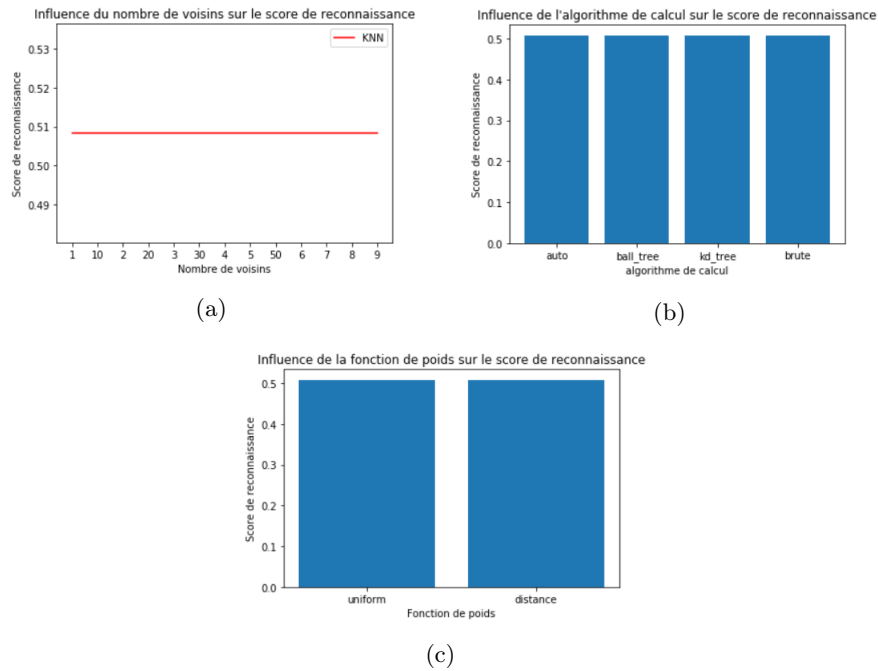 Influence du nombre de voisins sur le score de reconnaissance
KNN
0.53
0.52
0.51
0.50
0.49
Score de reconnaissance
1 10 2 20 3 30 4 5 50 6 7 8 9
Nombre de voisins
(a)
Influence de l'algorithme de calcul sur le score de reconnaissance
0.5
0.4
0.3
0.2
0.1
0.0
Score de reconnaissance
auto ball_tree kd_tree brute
algorithme de calcul
(b)
Influence de la fonction de poids sur le score de reconnaissance
0.5
0.4
0.3
0.2
0.1
0.0
Score de reconnaissance
uniform distance
Fonction de poids
(c)